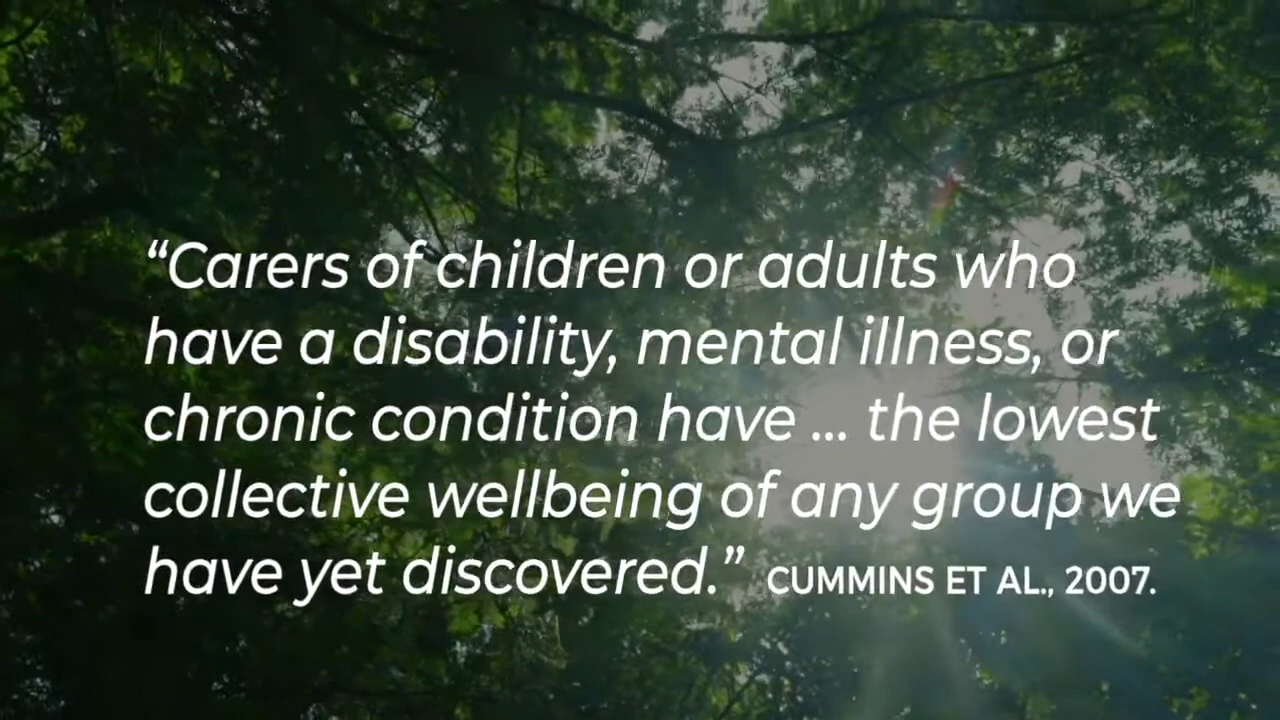 “Carers of children or adults who
have a disability, mental illness, or
chronic condition have ... the lowest
collective wellbeing of any group we
have yet discovered.” CUMMINS ET AL., 2007.